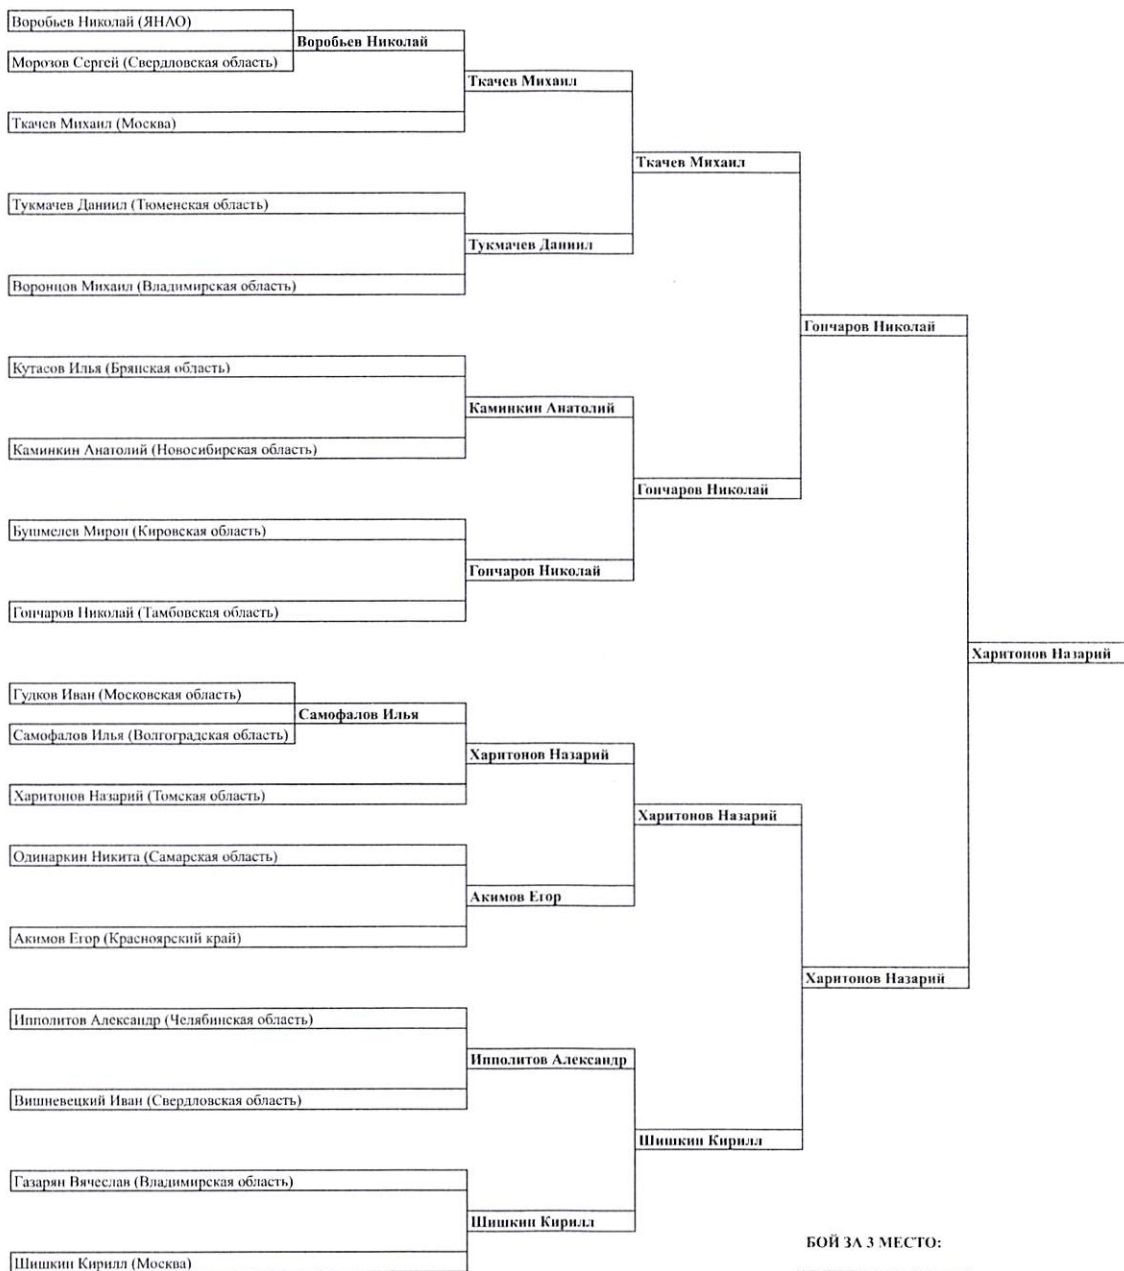 Воробьев Николай (ЯНАО)
Воробьев Николай
Морозов Сергей (Свердловская область)
Ткачев Михаил
Ткачев Михаил (Москва)
Ткачев Михаил
Тукмачев Даниил (Тюменская область)
Тукмачев Даниил
Воронцов Михаил (Владимирская область)
Гончаров Николай
Кутасов Илья (Брянская область)
Каминкин Анатолий
Каминкин Анатолий (Новосибирская область)
Гончаров Николай
Бушмелев Мирон (Кировская область)
Гончаров Николай
Гончаров Николай (Тамбовская область)
Харитонов Назарий
Гудков Иван (Московская область)
Самофалов Илья
Самофалов Илья (Волгоградская область)
Харитонов Назарий
Харитонов Назарий (Томская область)
Харитонов Назарий
Одинаркин Никита (Самарская область)
Акимов Егор
Акимов Егор (Красноярский край)
Харитонов Назарий
Ипполитов Александр (Челябинская область)
Ипполитов Александр
Вишневецкий Иван (Свердловская область)
Шишкин Кирилл
Газарян Вячеслав (Владимирская область)
Шишкин Кирилл
БОЙ ЗА 3 МЕСТО:
Шишкин Кирилл (Москва)